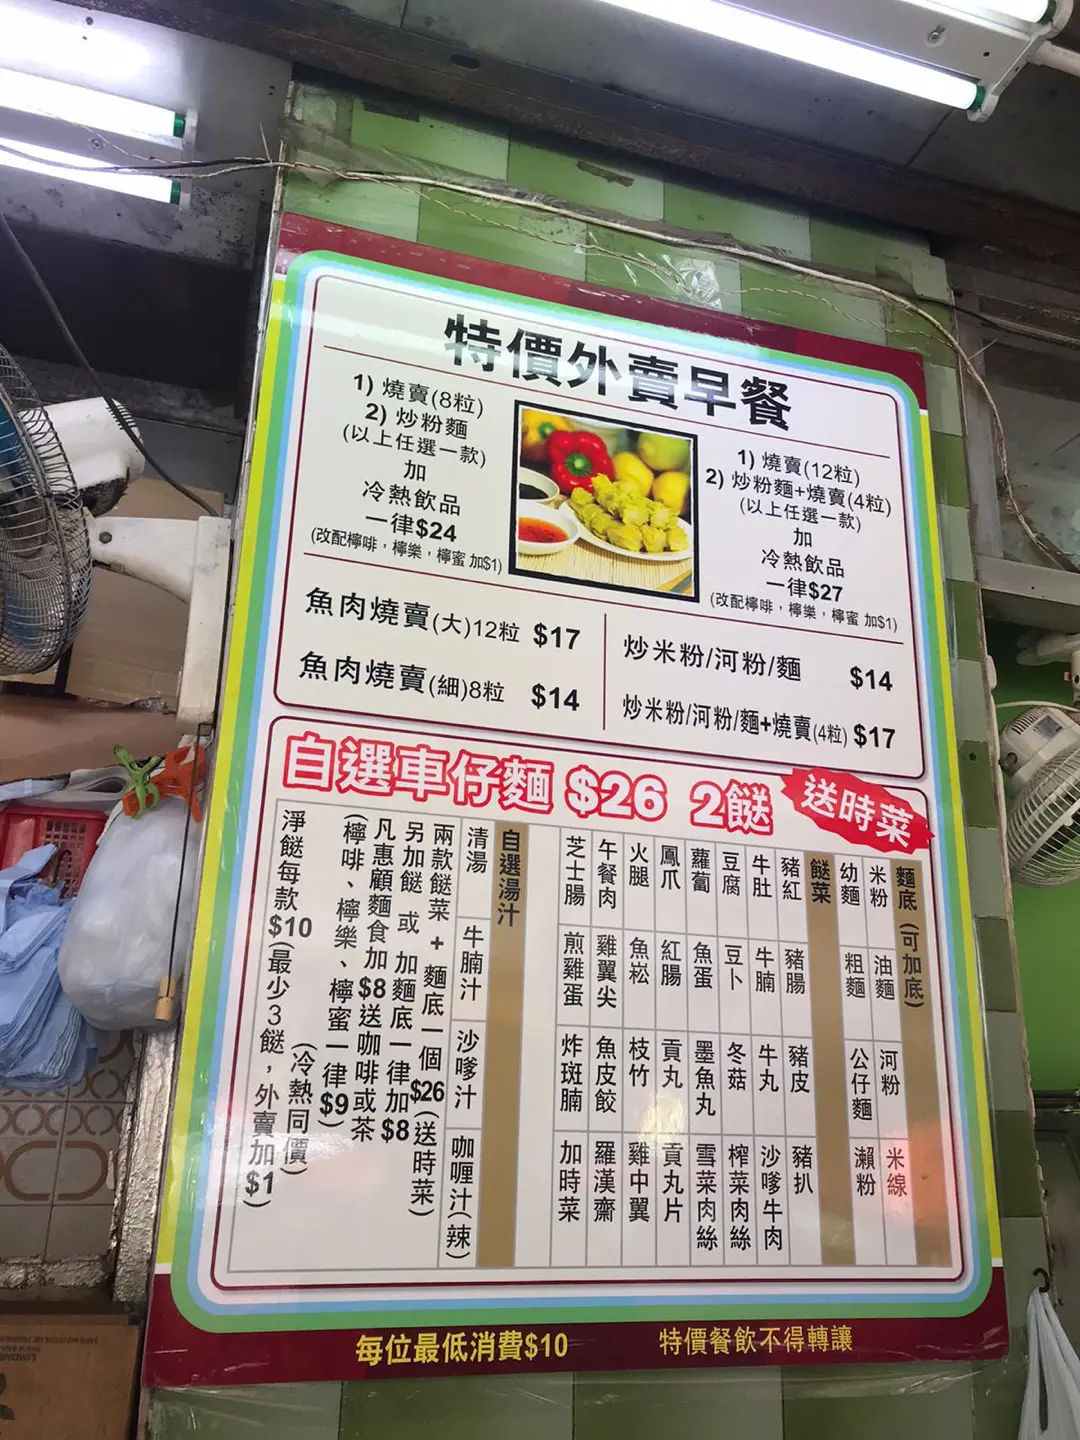 特價外賣早餐
1) 燒賣(8粒)
2) 炒粉麵
(以上任選一款)
加
冷熱飲品
一律$24
(改配檸啡，檸樂，檸蜜 加$1)
1) 燒賣(12粒)
2) 炒粉麵+燒賣(4粒)
(以上任選一款)
加
冷熱飲品
一律$27
(改配檸啡，檸樂，檸蜜 加$1)
魚肉燒賣(大)12粒 $17
魚肉燒賣(細)8粒 $14
炒米粉/河粉/麵 $14
炒米粉/河粉/麵+燒賣(4粒) $17
自選車仔麵 $26 2餸
送時菜
麵底(可加底)
米粉 油麵 河粉 米線
幼麵 粗麵 公仔麵 瀨粉
餸菜
豬紅 豬腸 豬皮 豬扒
牛肚 牛腩 牛丸 沙嗲牛肉
豆腐 豆卜 冬菇 榨菜肉絲
蘿蔔 魚蛋 墨魚丸 雪菜肉絲
鳳爪 紅腸 貢丸 貢丸片
火腿 魚崧 枝竹 雞中翼
午餐肉 雞翼尖 魚皮餃 羅漢齋
芝士腸 煎雞蛋 炸斑腩 加時菜
自選湯汁
清湯 牛腩汁 沙嗲汁 咖喱汁(辣)
兩款餸菜+麵底一個$26(送時菜)
另加餸 或 加麵底一律加$8
凡惠顧麵食加$8送咖啡或茶
(檸啡、檸樂、檸蜜一律$9)
(冷熱同價)
淨餸每款$10(最少3餸，外賣加$1)
每位最低消費$10
特價餐飲不得轉讓